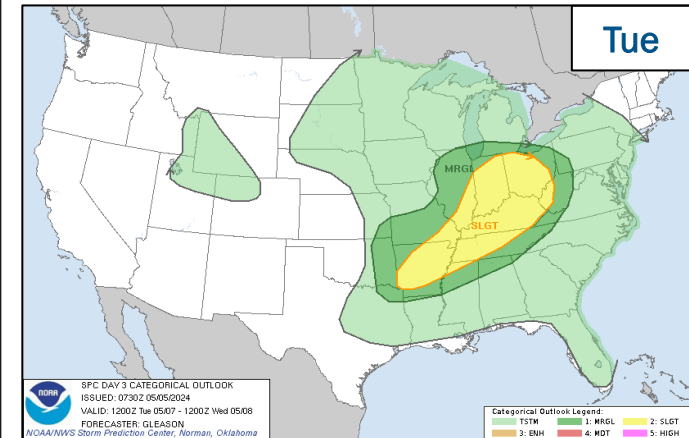 Tue
MRGL
SLGT
NOAA
SPC DAY 3 CATEGORICAL OUTLOOK
ISSUED: 0730Z 05/05/2024
VALID: 1200Z Tue 05/07 - 1200Z Wed 05/08
FORECASTER: GLEASON
NOAA/NWS Storm Prediction Center, Norman, Oklahoma
Categorical Outlook Legend:
TSTM 1: MRGL 2: SLGT
3: ENH 4: MDT 5: HIGH